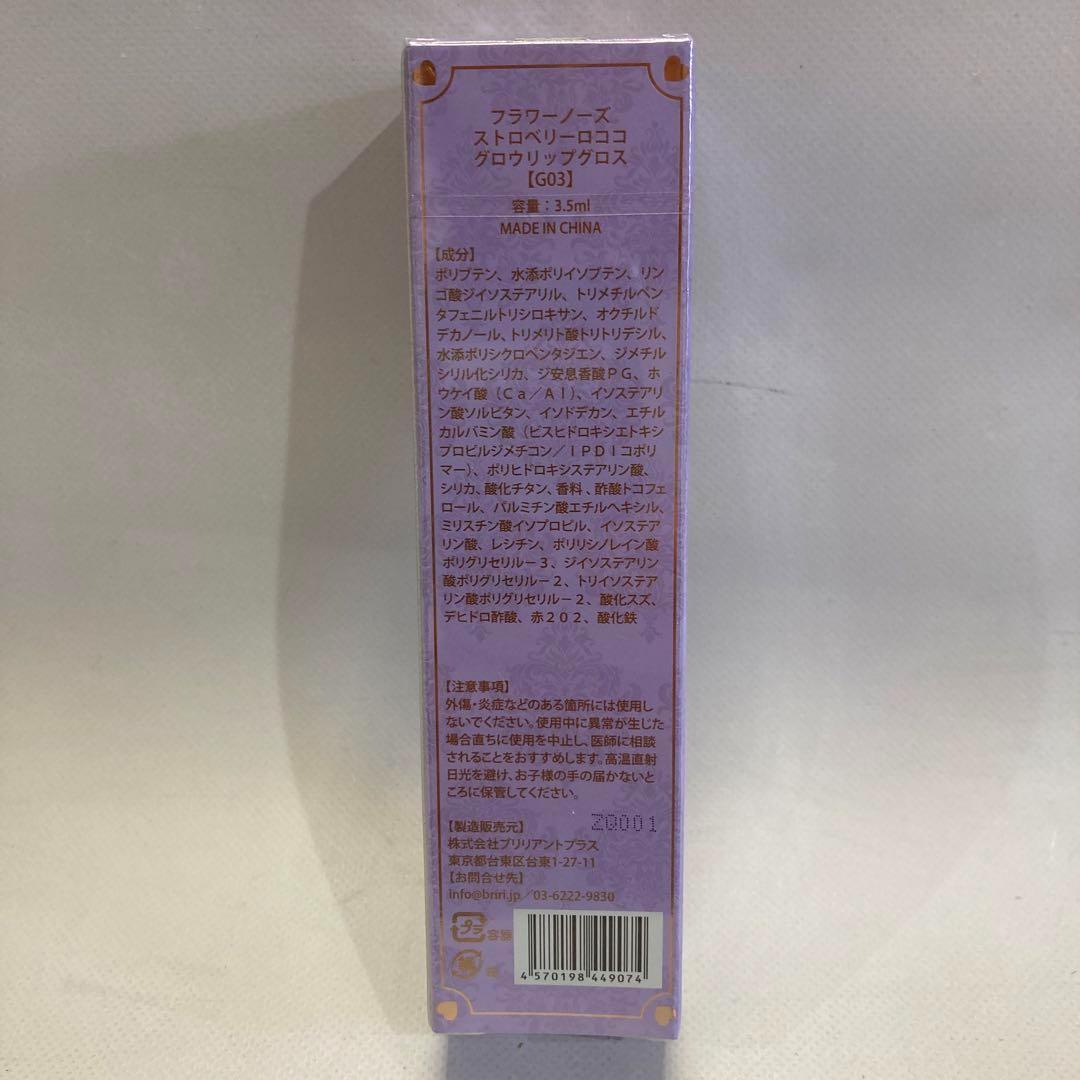 フラワーノーズ
ストロベリーロココ
グロウリップグロス
【G03】
容量：3.5ml
MADE IN CHINA
【成分】
ポリブテン、水添ポリイソブテン、リン
ゴ酸ジイソステアリル、トリメチルペン
タフェニルトリシロキサン、オクチルド
デカノール、トリメリト酸トリトリデシル、
水添ポリシクロペンタジエン、ジメチル
シリル化シリカ、ジ安息香酸ＰＧ、ホ
ウケイ酸（Ｃａ／Ａｌ）、イソステアリ
ン酸ソルビタン、イソドデカン、エチル
カルバミン酸（ビスヒドロキシエトキシ
プロピルジメチコン／ＩＰＤＩコポリ
マー）、ポリヒドロキシステアリン酸、
シリカ、酸化チタン、香料、酢酸トコフェ
ロール、パルミチン酸エチルヘキシル、
ミリスチン酸イソプロピル、イソステア
リン酸、レシチン、ポリリシノレイン酸
ポリグリセリル－３、ジイソステアリン
酸ポリグリセリル－２、トリイソステア
リン酸ポリグリセリル－２、酸化スズ、
デヒドロ酢酸、赤２０２、酸化鉄
【注意事項】
外傷・炎症などのある箇所には使用し
ないでください。使用中に異常が生じた
場合直ちに使用を中止し、医師に相談
されることをおすすめします。高温直射
日光を避け、お子様の手の届かないと
ころに保管してください。
【製造販売元】 ZQ001
株式会社ブリリアントプラス
東京都台東区台東1-27-11
【お問合せ先】
info@briri.jp／03-6222-9830
プラ 容器
紙 箱
4 570198 449074